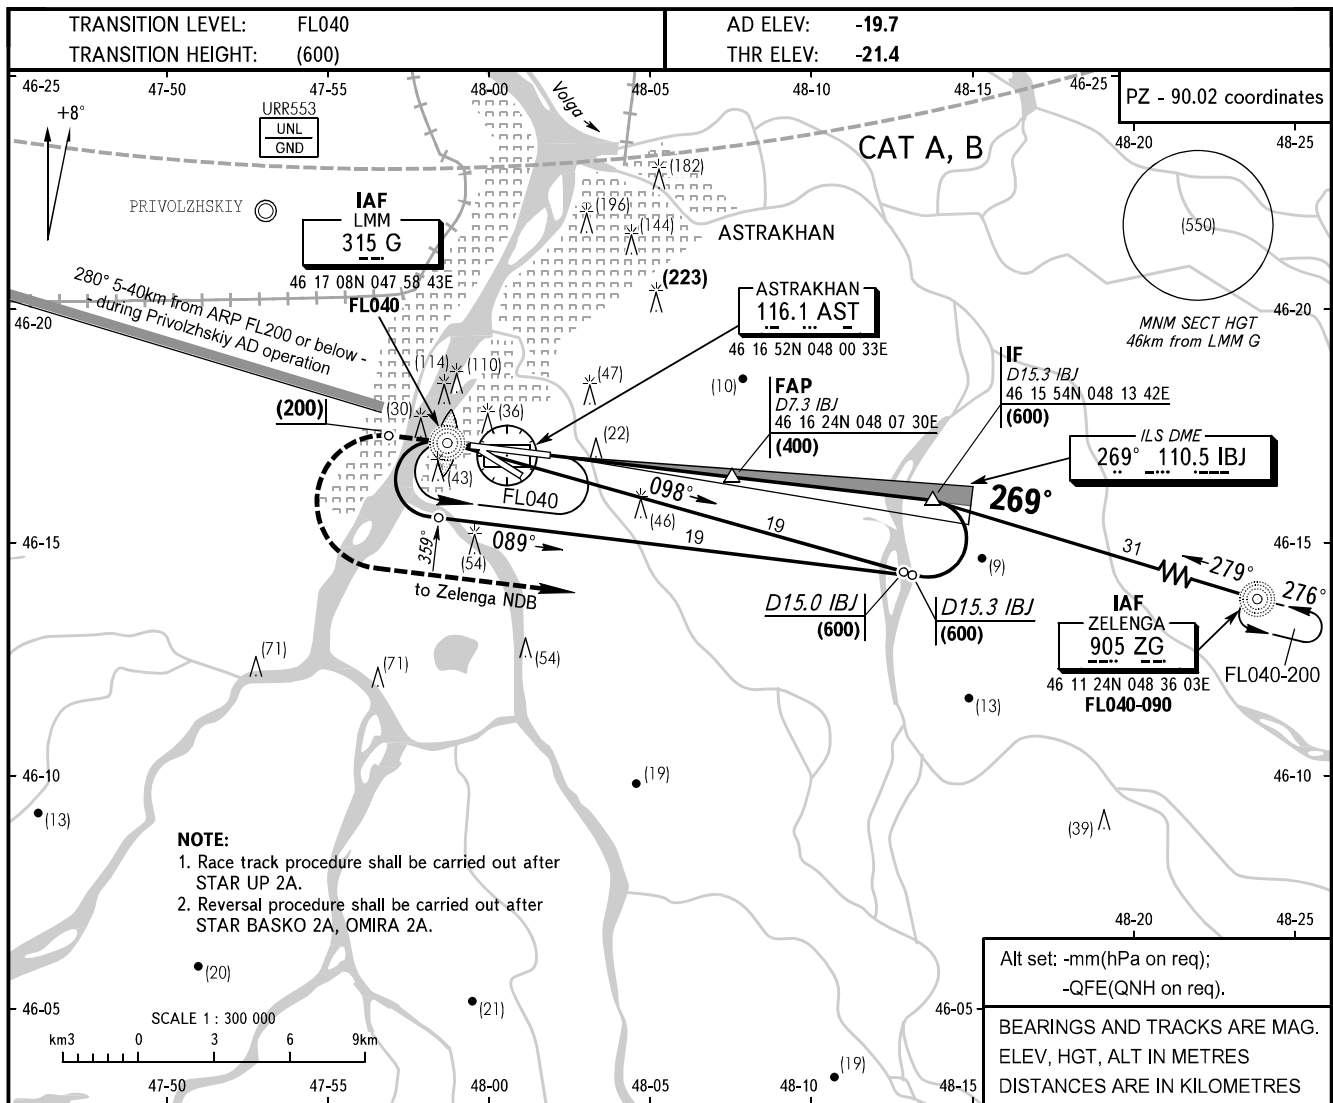 TRANSITION LEVEL: FL040
TRANSITION HEIGHT: (600)
AD ELEV: -19.7
THR ELEV: -21.4
46-25 47-50 47-55 48-00 48-05 48-10 48-15 46-25
PZ - 90.02 coordinates
48-20 48-25
+8°
URR553
UNL
GND
Volga
CAT A, B
PRIVOLZHSKIY
IAF
LMM
315 G
46 17 08N 047 58 43E
FL040
(182)
(196)
(144)
(223)
ASTRAKHAN
(550)
MNM SECT HGT
46km from LMM G
46-20
46-20
280° 5-40km from ARP FL200 or below -
- during Privolzhskiy AD operation
ASTRAKHAN
116.1 AST
46 16 52N 048 00 33E
(114)
(110)
(47)
(10)
(200)
(30)
(36)
(22)
(43)
FL040
FAP
D7.3 IBJ
46 16 24N 048 07 30E
(400)
IF
D15.3 IBJ
46 15 54N 048 13 42E
(600)
ILS DME
269° 110.5 IBJ
269°
098°
19
(46)
19
089°
359°
(54)
to Zelenga NDB
46-15
46-15
(9)
31
279°
276°
D15.0 IBJ
(600)
D15.3 IBJ
(600)
IAF
ZELENGA
905 ZG
46 11 24N 048 36 03E
FL040-090
FL040-200
(71)
(71)
(54)
(13)
46-10
46-10
(19)
(13)
(39)
NOTE:
1. Race track procedure shall be carried out after
STAR UP 2A.
2. Reversal procedure shall be carried out after
STAR BASKO 2A, OMIRA 2A.
48-20 48-25
(20)
(21)
(19)
46-05
46-05
SCALE 1 : 300 000
km3 0 3 6 9km
47-50 47-55 48-00 48-05 48-10 48-15
Alt set: -mm(hPa on req);
-QFE(QNH on req).
BEARINGS AND TRACKS ARE MAG.
ELEV, HGT, ALT IN METRES
DISTANCES ARE IN KILOMETRES